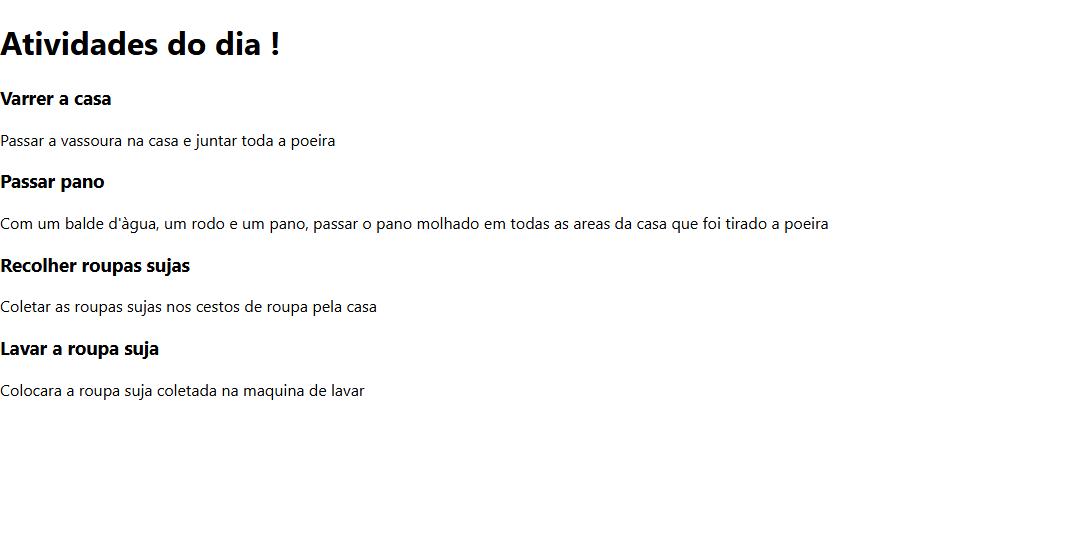 Atividades do dia !
Varrer a casa
Passar a vassoura na casa e juntar toda a poeira
Passar pano
Com um balde d'àgua, um rodo e um pano, passar o pano molhado em todas as areas da casa que foi tirado a poeira
Recolher roupas sujas
Coletar as roupas sujas nos cestos de roupa pela casa
Lavar a roupa suja
Colocara a roupa suja coletada na maquina de lavar